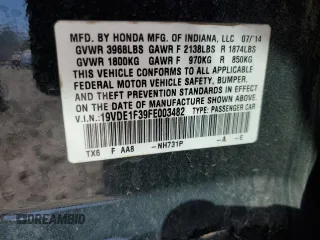 MFD. BY HONDA MFG. OF INDIANA, LLC 07/14
GVWR 3968LBS GAWR F 2138LBS R 1874LBS
GVWR 1800KG GAWR F 970KG R 850KG
THIS VEHICLE CONFORMS TO ALL APPLICABLE
FEDERAL MOTOR VEHICLE SAFETY AND
THEFT PREVENTION STANDARDS IN EFFECT ON
THE DATE OF MANUFACTURE SHOWN ABOVE.
V.I.N.: 19VDE1F39FE003482 TYPE: PASSENGER CAR
TX6 F AA8 -NH731P -A -E
© DREAMBID